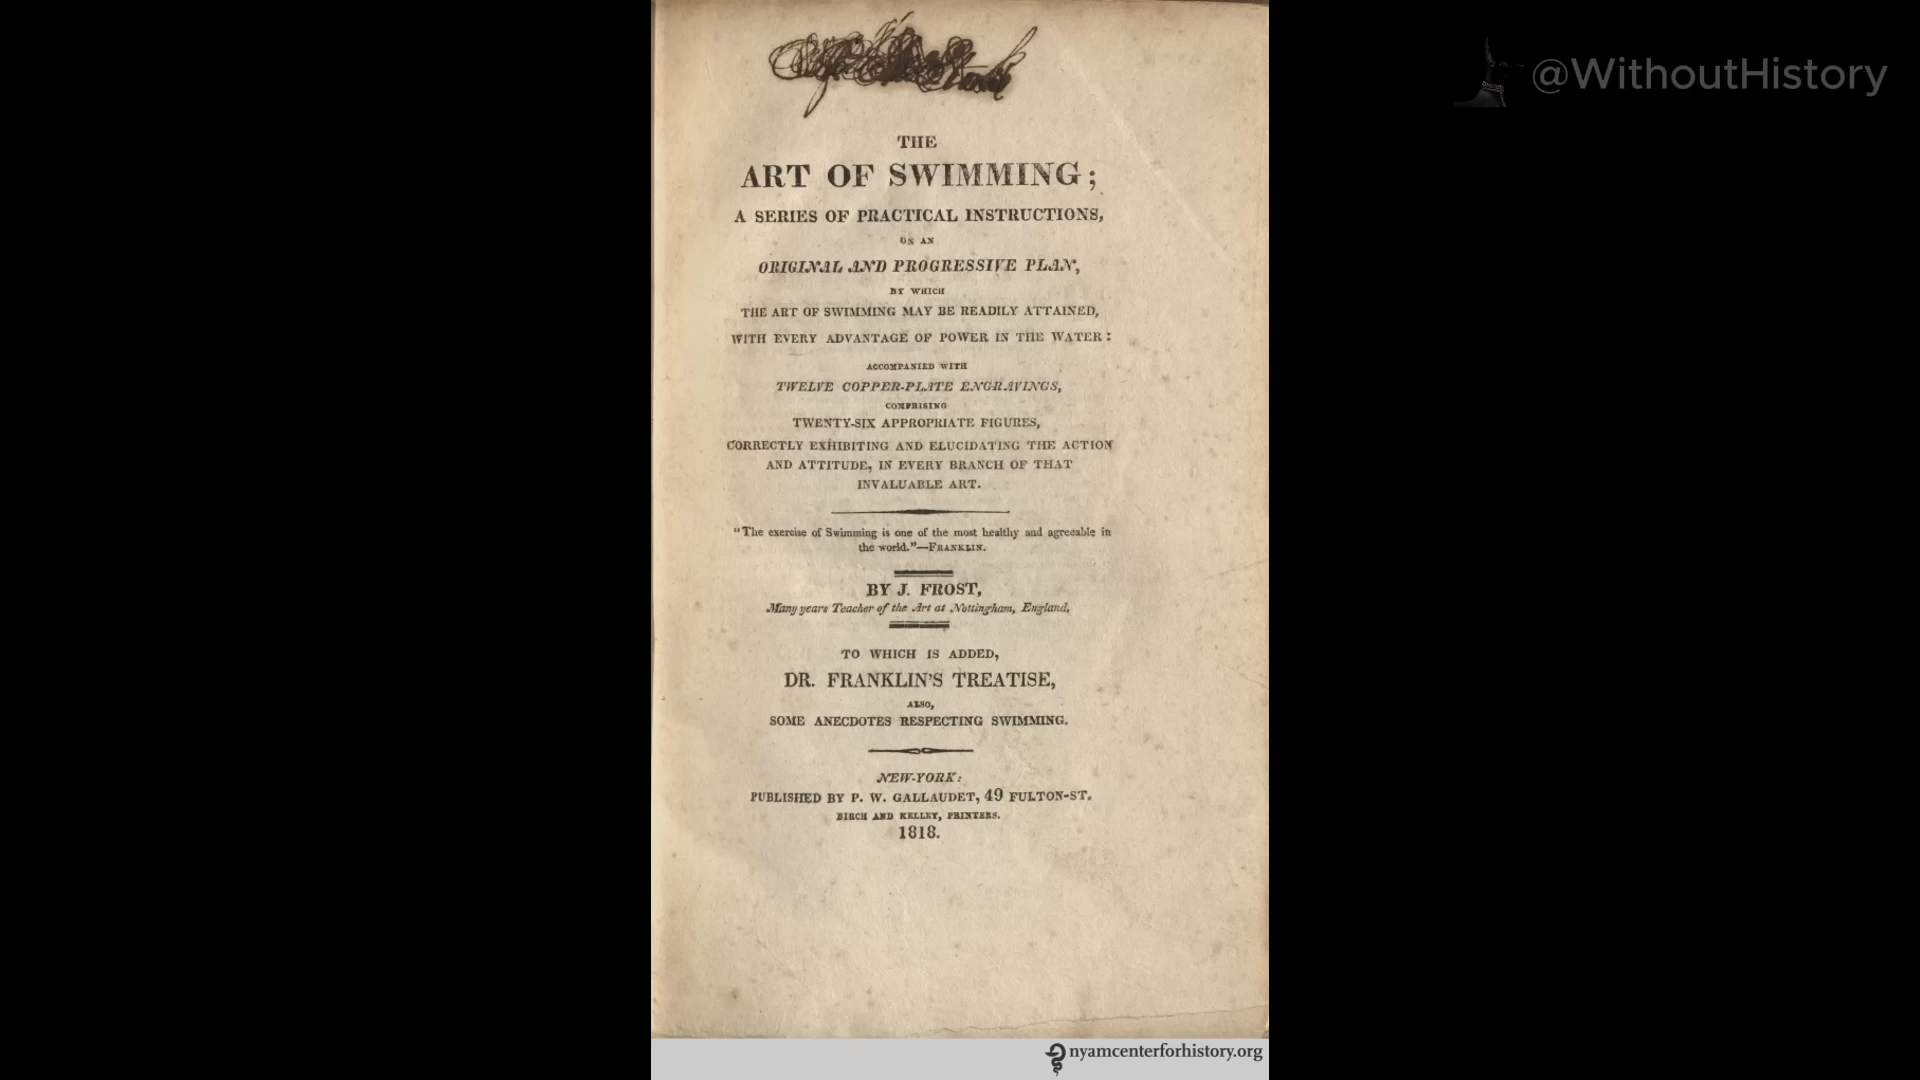 @WithoutHistory
THE
ART OF SWIMMING;
A SERIES OF PRACTICAL INSTRUCTIONS,
ON AN
ORIGINAL AND PROGRESSIVE PLAN,
BY WHICH
THE ART OF SWIMMING MAY BE READILY ATTAINED,
WITH EVERY ADVANTAGE OF POWER IN THE WATER:
ACCOMPANIED WITH
TWELVE COPPER-PLATE ENGRAVINGS,
COMPRISING
TWENTY-SIX APPROPRIATE FIGURES,
CORRECTLY EXHIBITING AND ELUCIDATING THE ACTION
AND ATTITUDE, IN EVERY BRANCH OF THAT
INVALUABLE ART.
"The exercise of Swimming is one of the most healthy and agreeable in
the world."—FRANKLIN.
BY J. FROST,
Many years Teacher of the Art at Nottingham, England,
TO WHICH IS ADDED,
DR. FRANKLIN'S TREATISE,
ALSO,
SOME ANECDOTES RESPECTING SWIMMING.
NEW-YORK:
PUBLISHED BY P. W. GALLAUDET, 49 FULTON-ST.
BIRCH AND KELLEY, PRINTERS.
1818.
nyamcenterforhistory.org